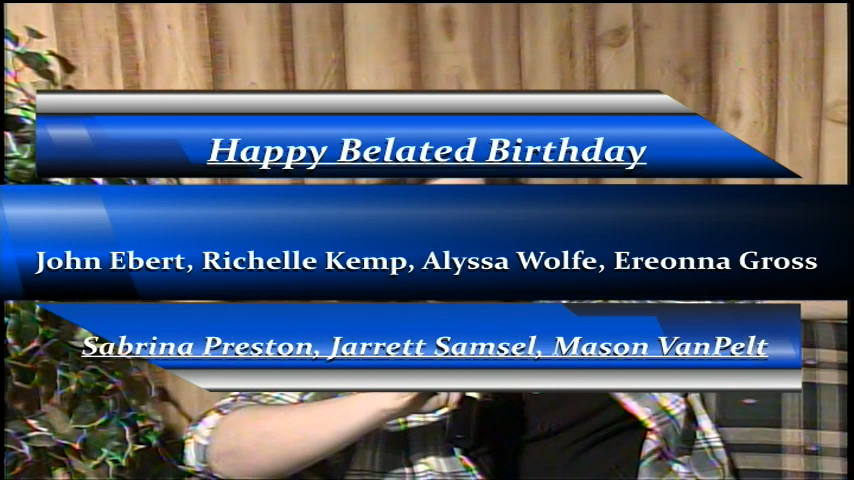 Happy Belated Birthday
John Ebert, Richelle Kemp, Alyssa Wolfe, Ereonna Gross
Sabrina Preston, Jarrett Samsel, Mason VanPelt